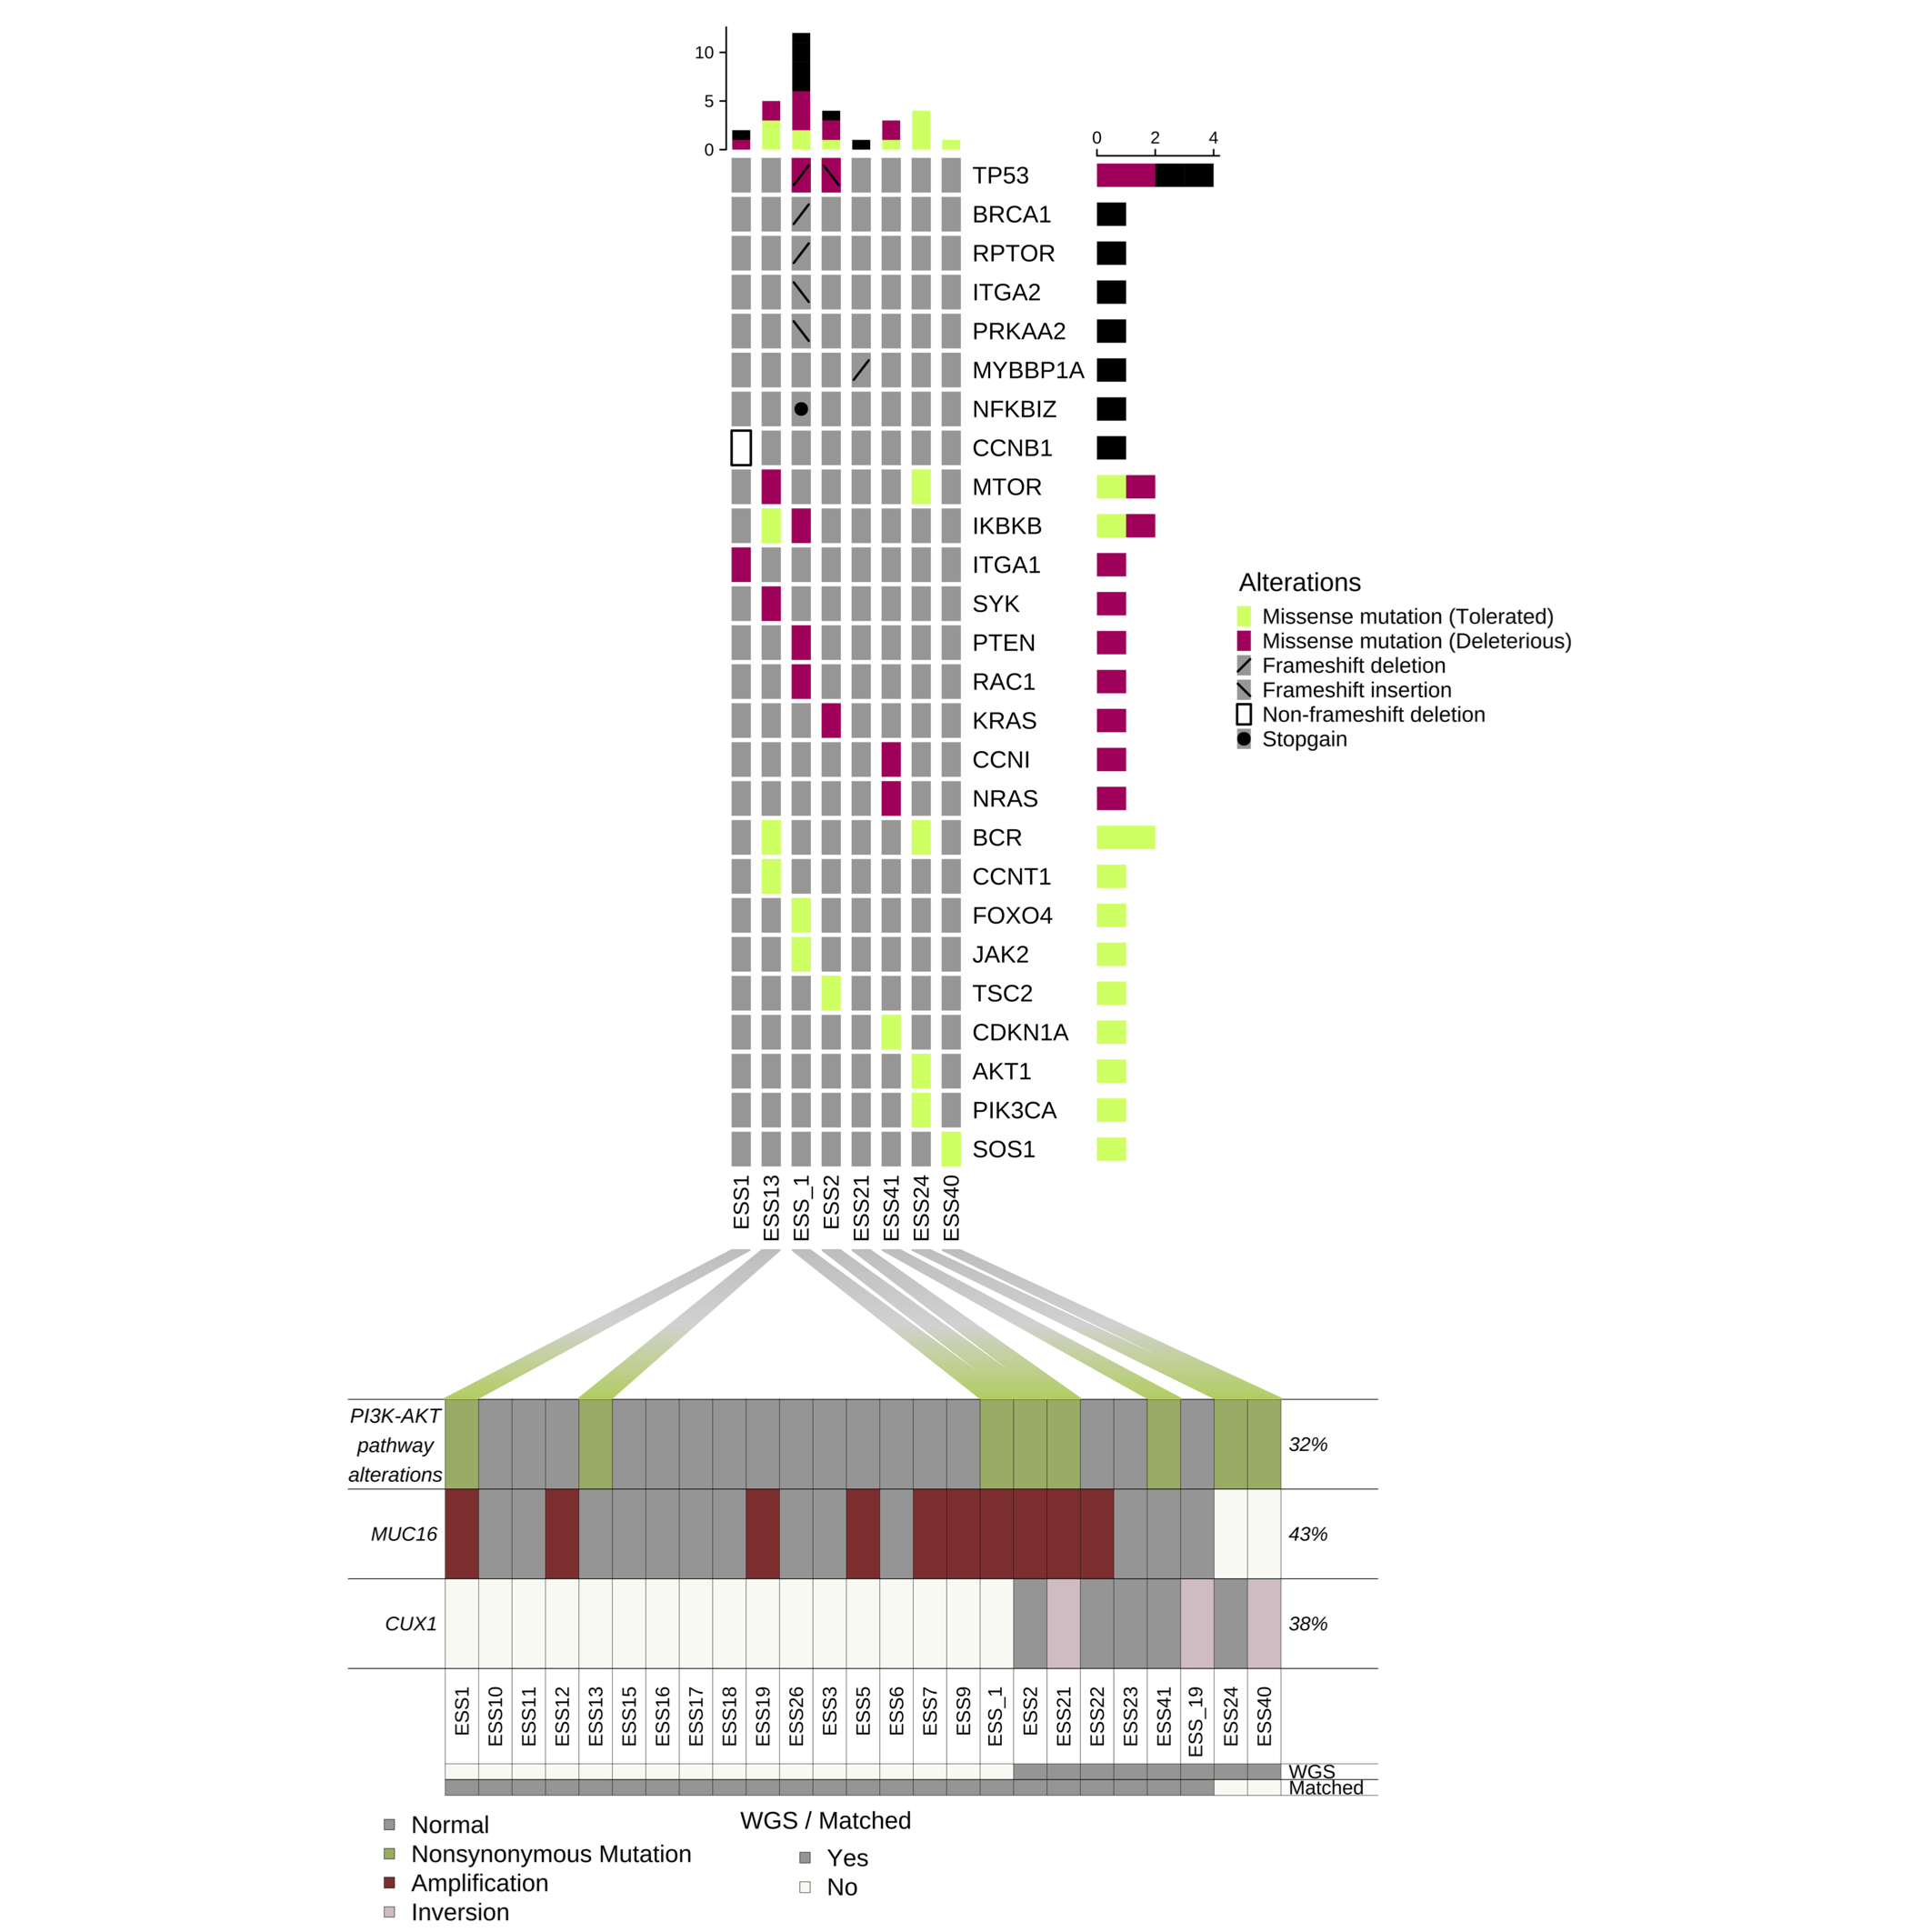 10
5
0
0 2 4
TP53
BRCA1
RPTOR
ITGA2
PRKAA2
MYBBP1A
NFKBIZ
CCNB1
MTOR
IKBKB
ITGA1
SYK
PTEN
RAC1
KRAS
CCNI
NRAS
BCR
CCNT1
FOXO4
JAK2
TSC2
CDKN1A
AKT1
PIK3CA
SOS1
Alterations
Missense mutation (Tolerated)
Missense mutation (Deleterious)
Frameshift deletion
Frameshift insertion
Non-frameshift deletion
Stopgain
ESS1 ESS13 ESS_1 ESS2 ESS21 ESS41 ESS24 ESS40
PI3K-AKT
pathway
alterations
32%
MUC16 43%
CUX1 38%
ESS1 ESS10 ESS11 ESS12 ESS13 ESS15 ESS16 ESS17 ESS18 ESS19 ESS26 ESS3 ESS5 ESS6 ESS7 ESS9 ESS_1 ESS2 ESS21 ESS22 ESS23 ESS41 ESS_19 ESS24 ESS40
WGS
Matched
Normal
Nonsynonymous Mutation
Amplification
Inversion
WGS / Matched
Yes
No